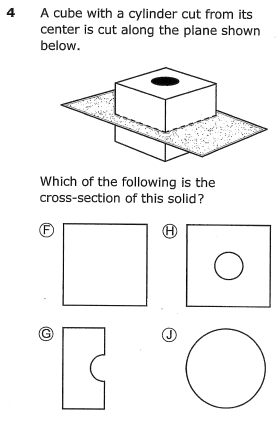 4 A cube with a cylinder cut from its
center is cut along the plane shown
below.
Which of the following is the
cross-section of this solid?
F
H
G
J